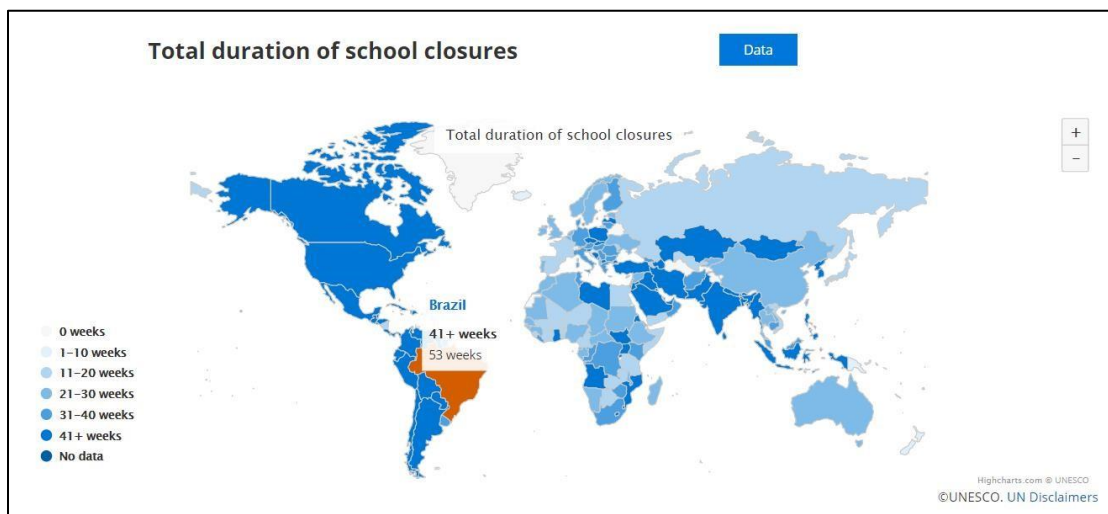 Total duration of school closures
Data
Total duration of school closures
+
−
Brazil
41+ weeks
53 weeks
0 weeks
1–10 weeks
11–20 weeks
21–30 weeks
31–40 weeks
41+ weeks
No data
Highcharts.com © UNESCO
©UNESCO. UN Disclaimers